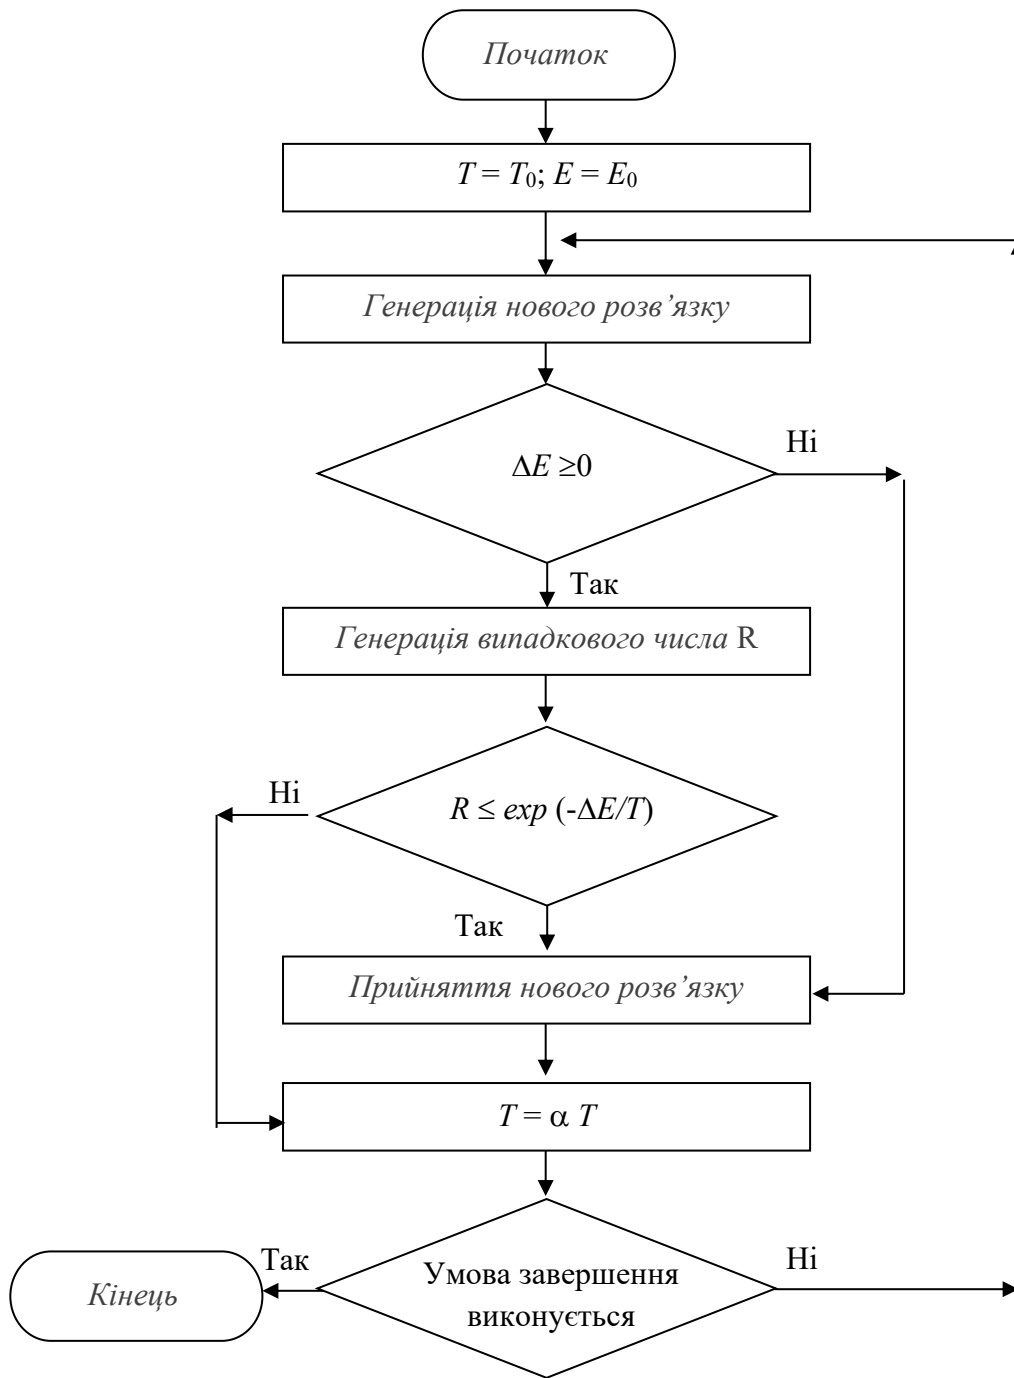 Початок
T = T₀; E = E₀
Генерація нового розв’язку
Ні
ΔE ≥0
Так
Генерація випадкового числа R
Ні
R ≤ exp (-ΔE/T)
Так
Прийняття нового розв’язку
T = α T
Кінець
Так
Умова завершення
виконується
Ні